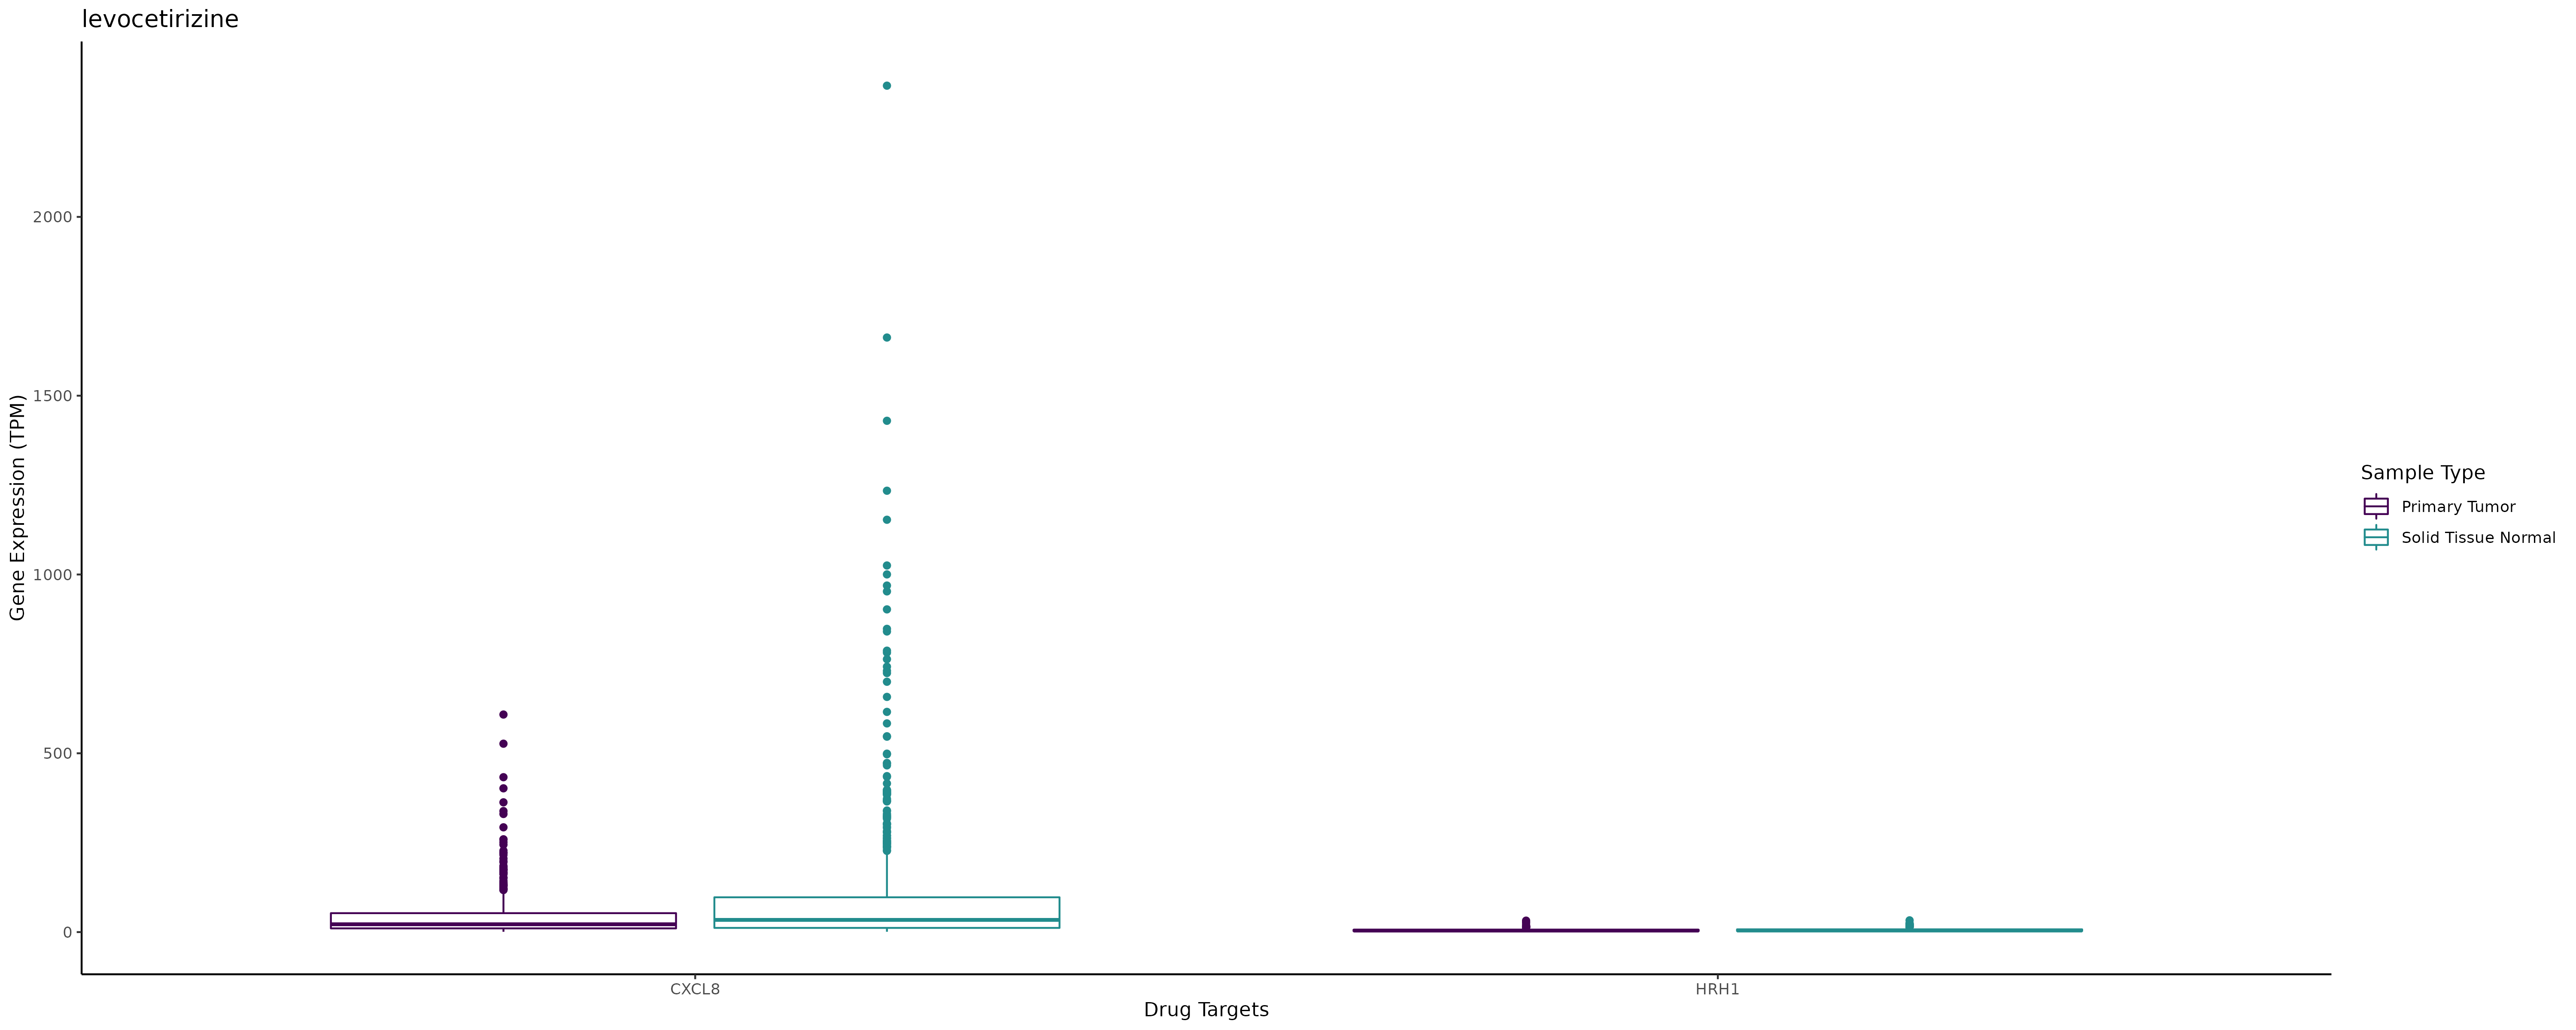 levocetirizine
Gene Expression (TPM)
2000
1500
1000
500
0
CXCL8
HRH1
Drug Targets
Sample Type
Primary Tumor
Solid Tissue Normal